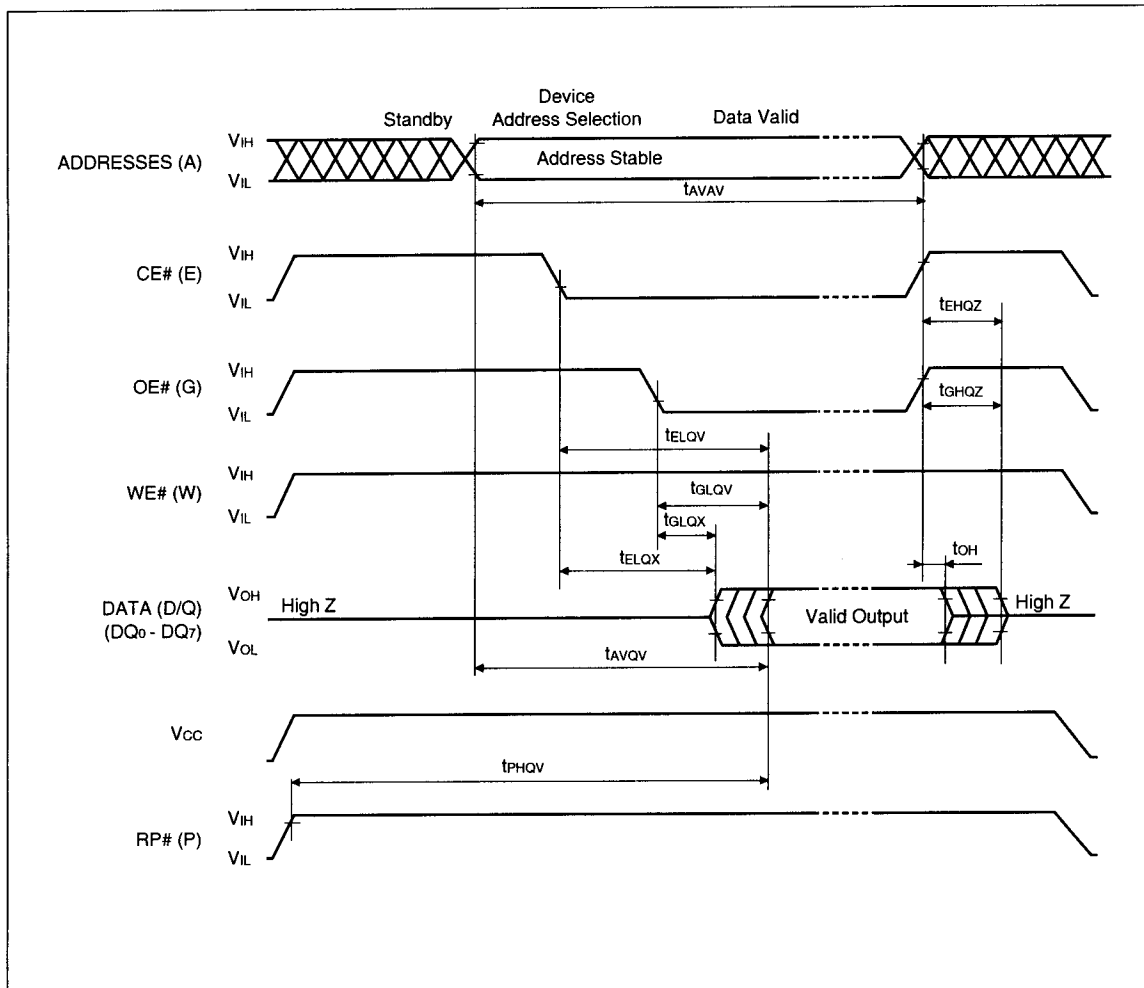 Device
Standby Address Selection Data Valid
VIH
ADDRESSES (A) Address Stable
VIL
tAVAV
VIH
CE# (E)
VIL
tEHQZ
VIH
OE# (G)
tGHQZ
VIL
tELQV
VIH
WE# (W)
tGLQV
VIL
tGLQX
tELQX
tOH
VOH
High Z High Z
DATA (D/Q) Valid Output
(DQ0 - DQ7)
VOL
tAVQV
VCC
tPHQV
VIH
RP# (P)
VIL